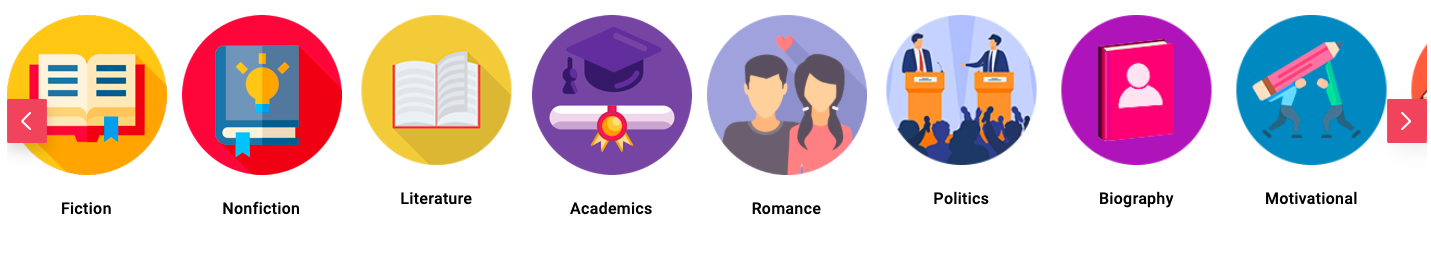 Fiction
Nonfiction
Literature
Academics
Romance
Politics
Biography
Motivational